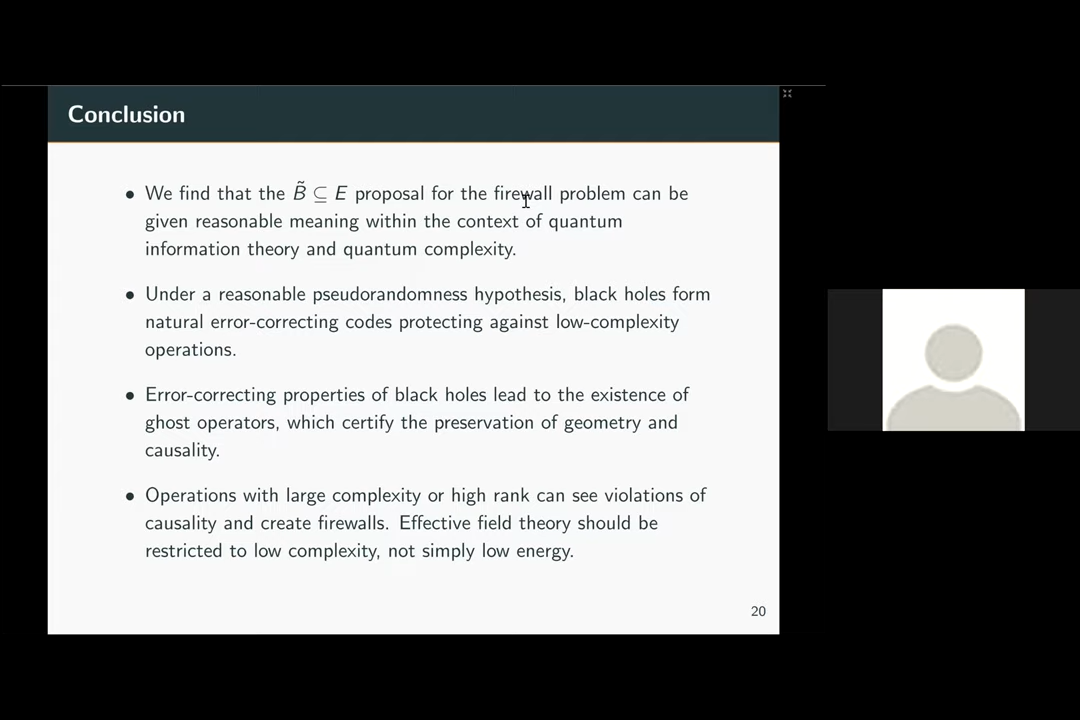 Conclusion
• We find that the B̃ ⊆ E proposal for the firewall problem can be
given reasonable meaning within the context of quantum
information theory and quantum complexity.
• Under a reasonable pseudorandomness hypothesis, black holes form
natural error-correcting codes protecting against low-complexity
operations.
• Error-correcting properties of black holes lead to the existence of
ghost operators, which certify the preservation of geometry and
causality.
• Operations with large complexity or high rank can see violations of
causality and create firewalls. Effective field theory should be
restricted to low complexity, not simply low energy.
20